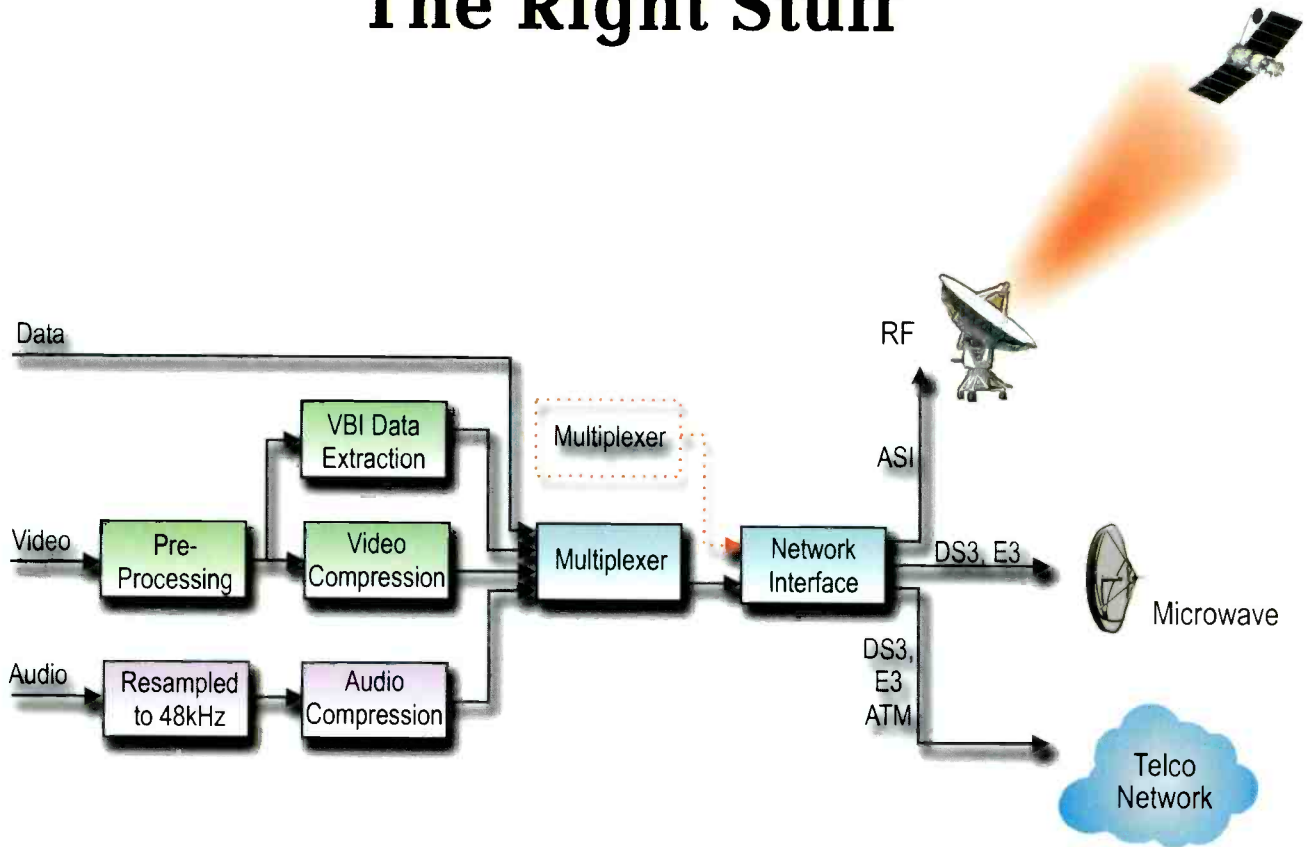 The Right Stuff
RF
Data
VBI Data
Extraction
Multiplexer
ASI
Video
Pre-
Processing
Video
Compression
Multiplexer
Network
Interface
DS3, E3
Microwave
Audio
Resampled
to 48kHz
Audio
Compression
DS3,
E3
ATM
Telco
Network